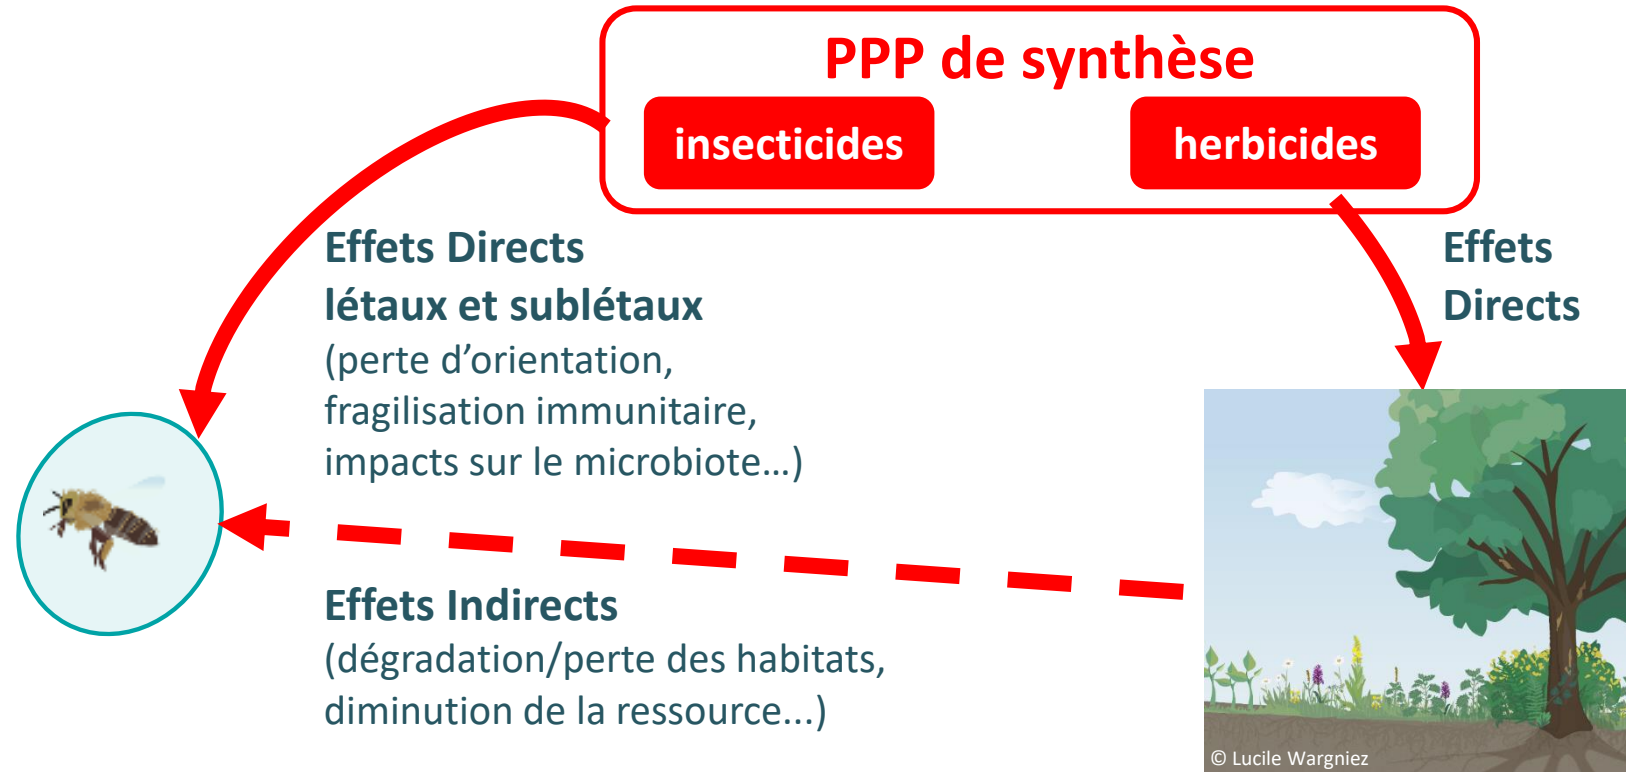 PPP de synthèse
insecticides
herbicides
Effets Directs
létaux et sublétaux
(perte d’orientation,
fragilisation immunitaire,
impacts sur le microbiote…)
Effets
Directs
Effets Indirects
(dégradation/perte des habitats,
diminution de la ressource...)
© Lucile Wargniez